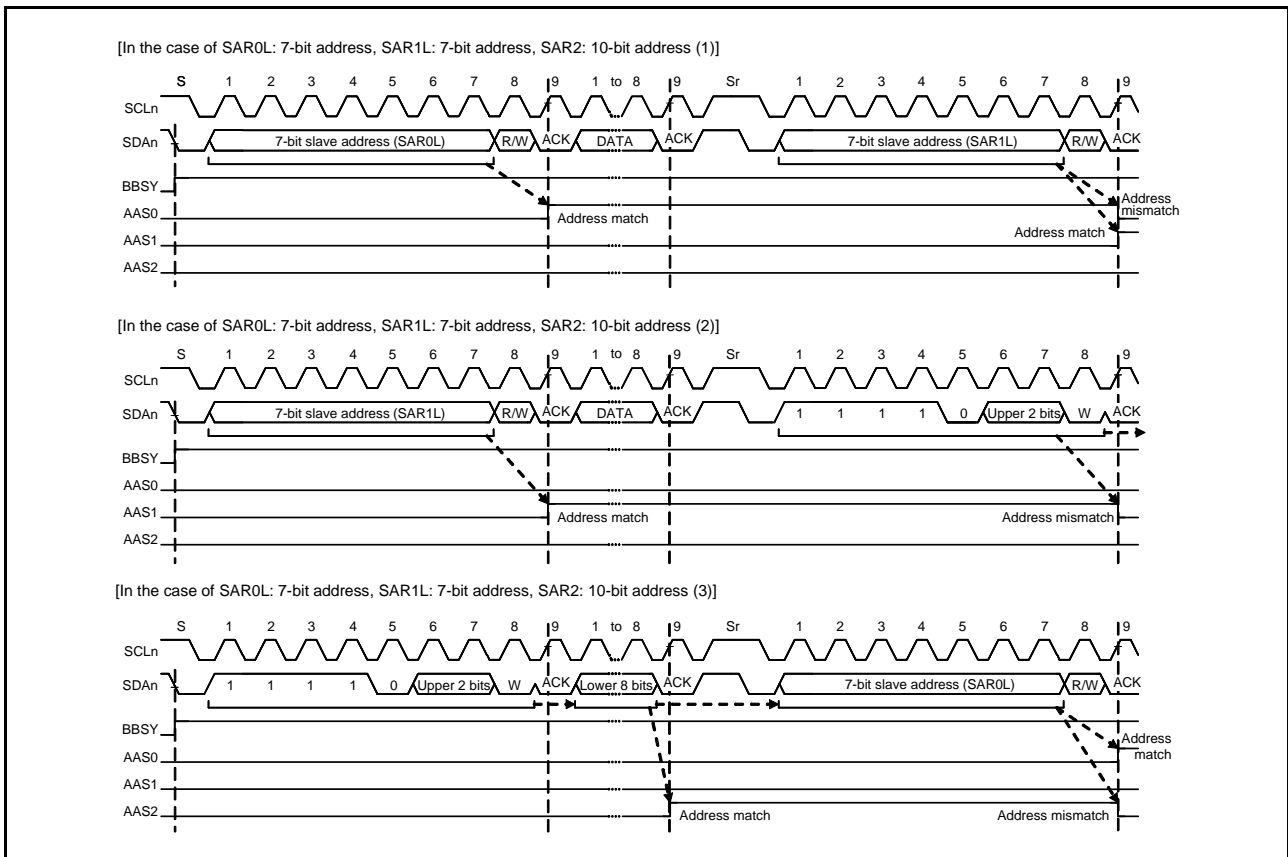 [In the case of SAR0L: 7-bit address, SAR1L: 7-bit address, SAR2: 10-bit address (1)]
S 1 2 3 4 5 6 7 8 9 1 to 8 9 Sr 1 2 3 4 5 6 7 8 9
SCLn
SDAn 7-bit slave address (SAR0L) R/W ACK DATA ACK 7-bit slave address (SAR1L) R/W ACK
BBSY
AAS0 Address match Address mismatch
AAS1 Address match
AAS2
[In the case of SAR0L: 7-bit address, SAR1L: 7-bit address, SAR2: 10-bit address (2)]
S 1 2 3 4 5 6 7 8 9 1 to 8 9 Sr 1 2 3 4 5 6 7 8 9
SCLn
SDAn 7-bit slave address (SAR1L) R/W ACK DATA ACK 1 1 1 1 0 Upper 2 bits W ACK
BBSY
AAS0
AAS1 Address match Address mismatch
AAS2
[In the case of SAR0L: 7-bit address, SAR1L: 7-bit address, SAR2: 10-bit address (3)]
S 1 2 3 4 5 6 7 8 9 1 to 8 9 Sr 1 2 3 4 5 6 7 8 9
SCLn
SDAn 1 1 1 1 0 Upper 2 bits W ACK Lower 8 bits ACK 7-bit slave address (SAR0L) R/W ACK
BBSY
AAS0 Address match
AAS1
AAS2 Address match Address mismatch